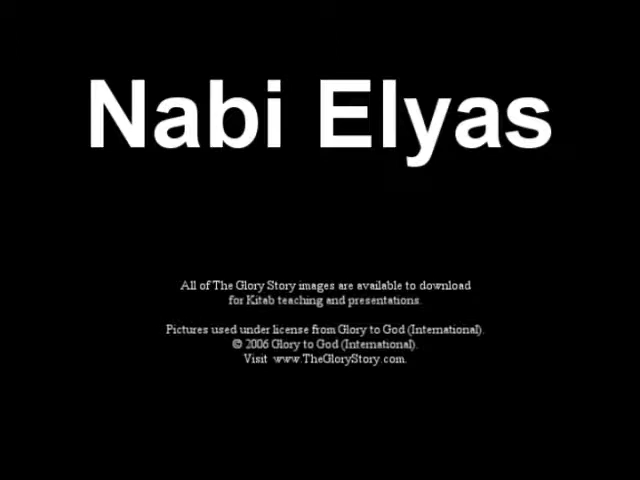 Nabi Elyas
All of The Glory Story images are available to download
for Kitab teaching and presentations.
Pictures used under license from Glory to God (International).
© 2006 Glory to God (International).
Visit www.TheGloryStory.com.